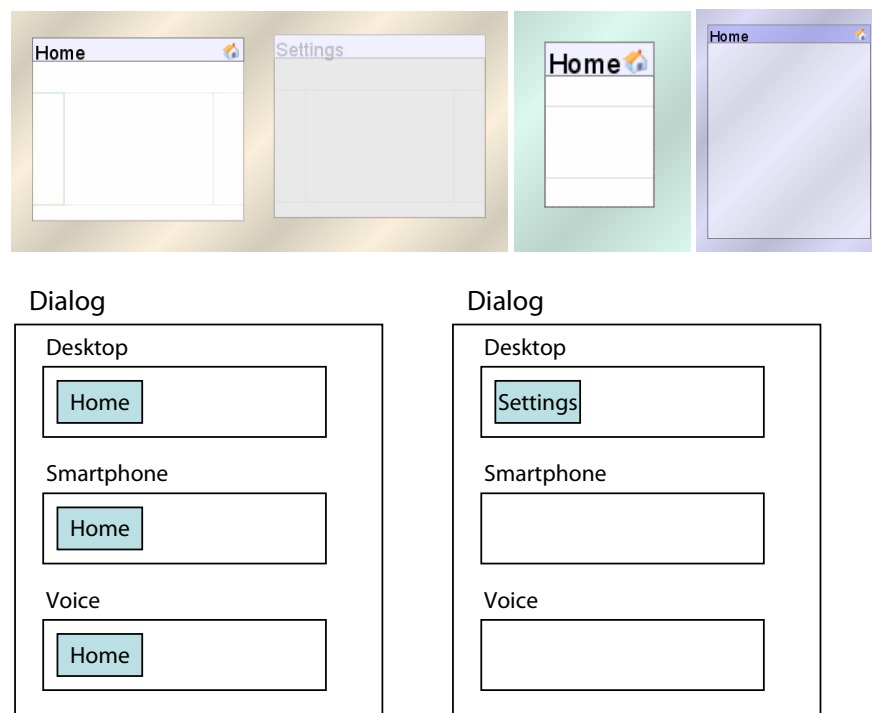 Home
Settings
Home
Home
Dialog
Desktop
Home
Smartphone
Home
Voice
Home
Dialog
Desktop
Settings
Smartphone
Voice